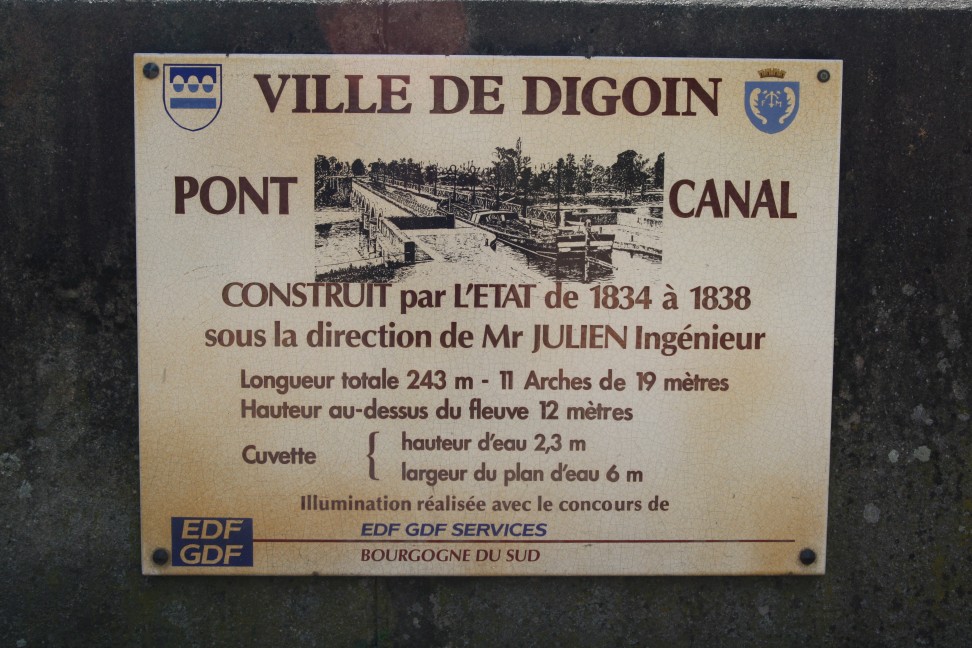 VILLE DE DIGOIN
PONT CANAL
CONSTRUIT par L'ETAT de 1834 à 1838
sous la direction de Mr JULIEN Ingénieur
Longueur totale 243 m - 11 Arches de 19 mètres
Hauteur au-dessus du fleuve 12 mètres
Cuvette { hauteur d'eau 2,3 m
largeur du plan d'eau 6 m
Illumination réalisée avec le concours de
EDF GDF EDF GDF SERVICES
BOURGOGNE DU SUD